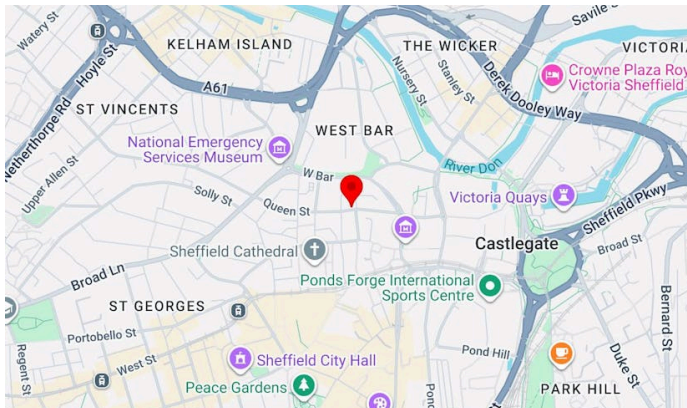 Watery St
Hoyle St
KELHAM ISLAND
THE WICKER
Savile S
VICTORIA
A61
Nursery St
Stanley St
Derek Dooley Way
Crowne Plaza Roy
Victoria Sheffield
Netherthorpe Rd
ST VINCENTS
National Emergency
Services Museum
WEST BAR
River Don
Upper Allen St
Solly St
W Bar
Queen St
Victoria Quays
Sheffield Pkwy
Sheffield Cathedral
Castlegate
Broad St
Broad Ln
Ponds Forge International
Sports Centre
ST GEORGES
Bernard St
Portobello St
West St
Regent St
Sheffield City Hall
Pond Hill
Duke St
Peace Gardens
Pond
PARK HILL